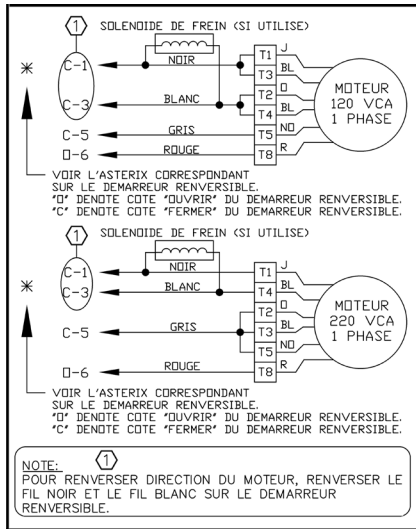 1 SOLENOIDE DE FREIN (SI UTILISE)
* C-1 NOIR T1 J
T3 BL
C-3 BLANC T2 O
T4 BL
C-5 GRIS T5 NO
O-6 ROUGE T8 R
MOTEUR
120 VCA
1 PHASE
VOIR L'ASTERIX CORRESPONDANT
SUR LE DEMARREUR RENVERSIBLE.
"O" DENOTE COTE "OUVRIR" DU DEMARREUR RENVERSIBLE.
"C" DENOTE COTE "FERMER" DU DEMARREUR RENVERSIBLE.
1 SOLENOIDE DE FREIN (SI UTILISE)
* C-1 NOIR T1 J
C-3 BLANC T4 BL
T2 O
C-5 GRIS T3 BL
T5 NO
O-6 ROUGE T8 R
MOTEUR
220 VCA
1 PHASE
VOIR L'ASTERIX CORRESPONDANT
SUR LE DEMARREUR RENVERSIBLE.
"O" DENOTE COTE "OUVRIR" DU DEMARREUR RENVERSIBLE.
"C" DENOTE COTE "FERMER" DU DEMARREUR RENVERSIBLE.
NOTE: 1
POUR RENVERSER DIRECTION DU MOTEUR, RENVERSER LE
FIL NOIR ET LE FIL BLANC SUR LE DEMARREUR
RENVERSIBLE.